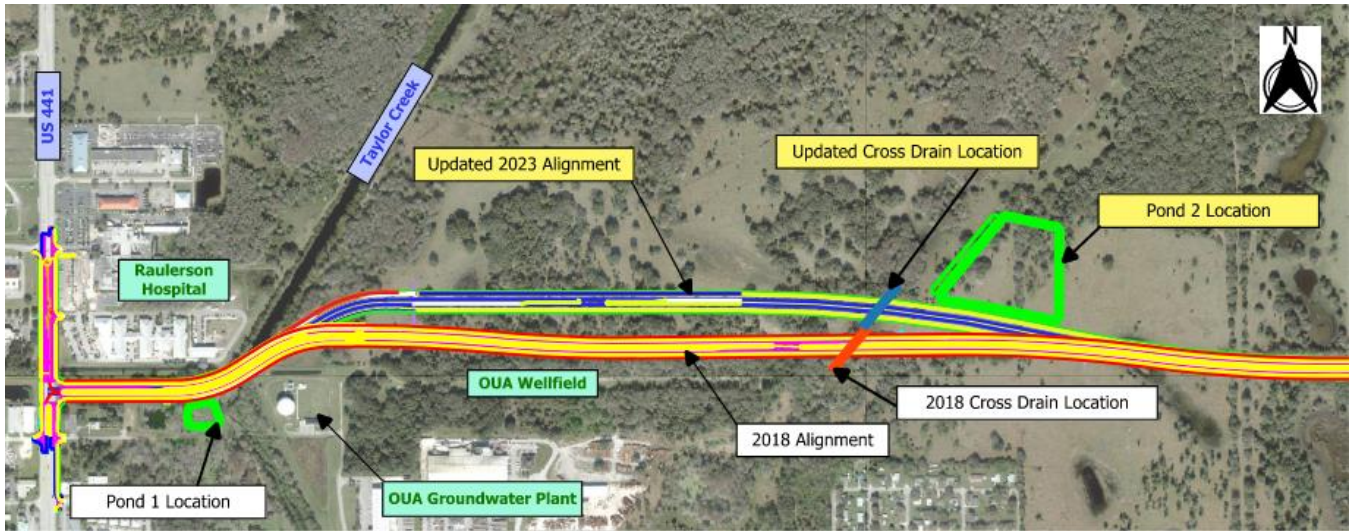 N
US 441
Taylor Creek
Updated 2023 Alignment
Updated Cross Drain Location
Pond 2 Location
Raulerson
Hospital
OUA Wellfield
2018 Cross Drain Location
2018 Alignment
Pond 1 Location
OUA Groundwater Plant